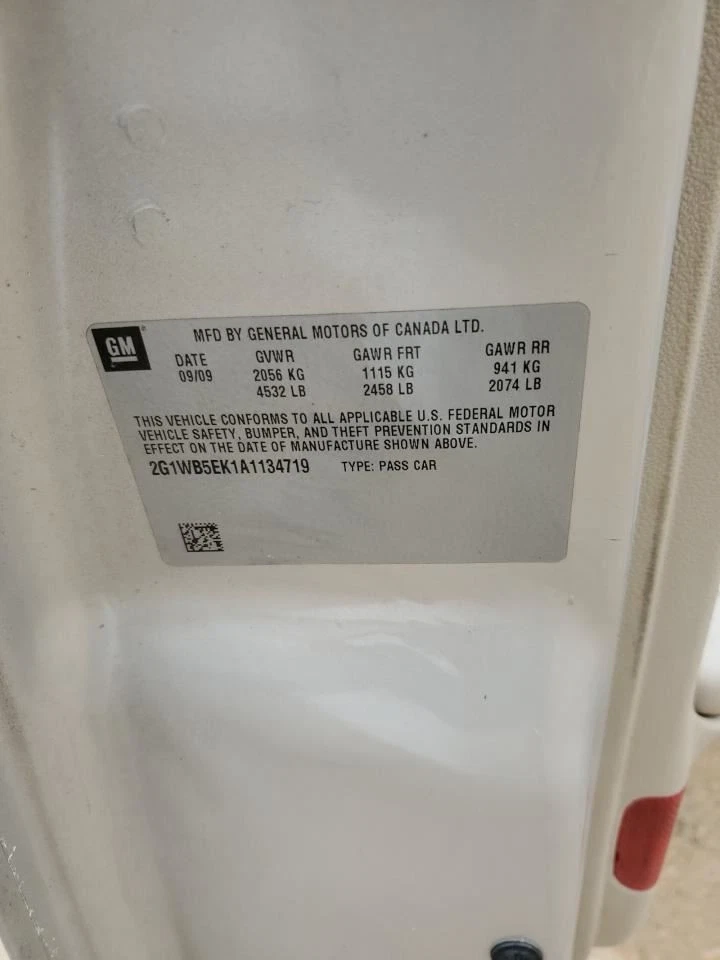 GM
MFD BY GENERAL MOTORS OF CANADA LTD.
DATE GVWR GAWR FRT GAWR RR
09/09 2056 KG 1115 KG 941 KG
4532 LB 2458 LB 2074 LB
THIS VEHICLE CONFORMS TO ALL APPLICABLE U.S. FEDERAL MOTOR
VEHICLE SAFETY, BUMPER, AND THEFT PREVENTION STANDARDS IN
EFFECT ON THE DATE OF MANUFACTURE SHOWN ABOVE.
2G1WB5EK1A1134719 TYPE: PASS CAR